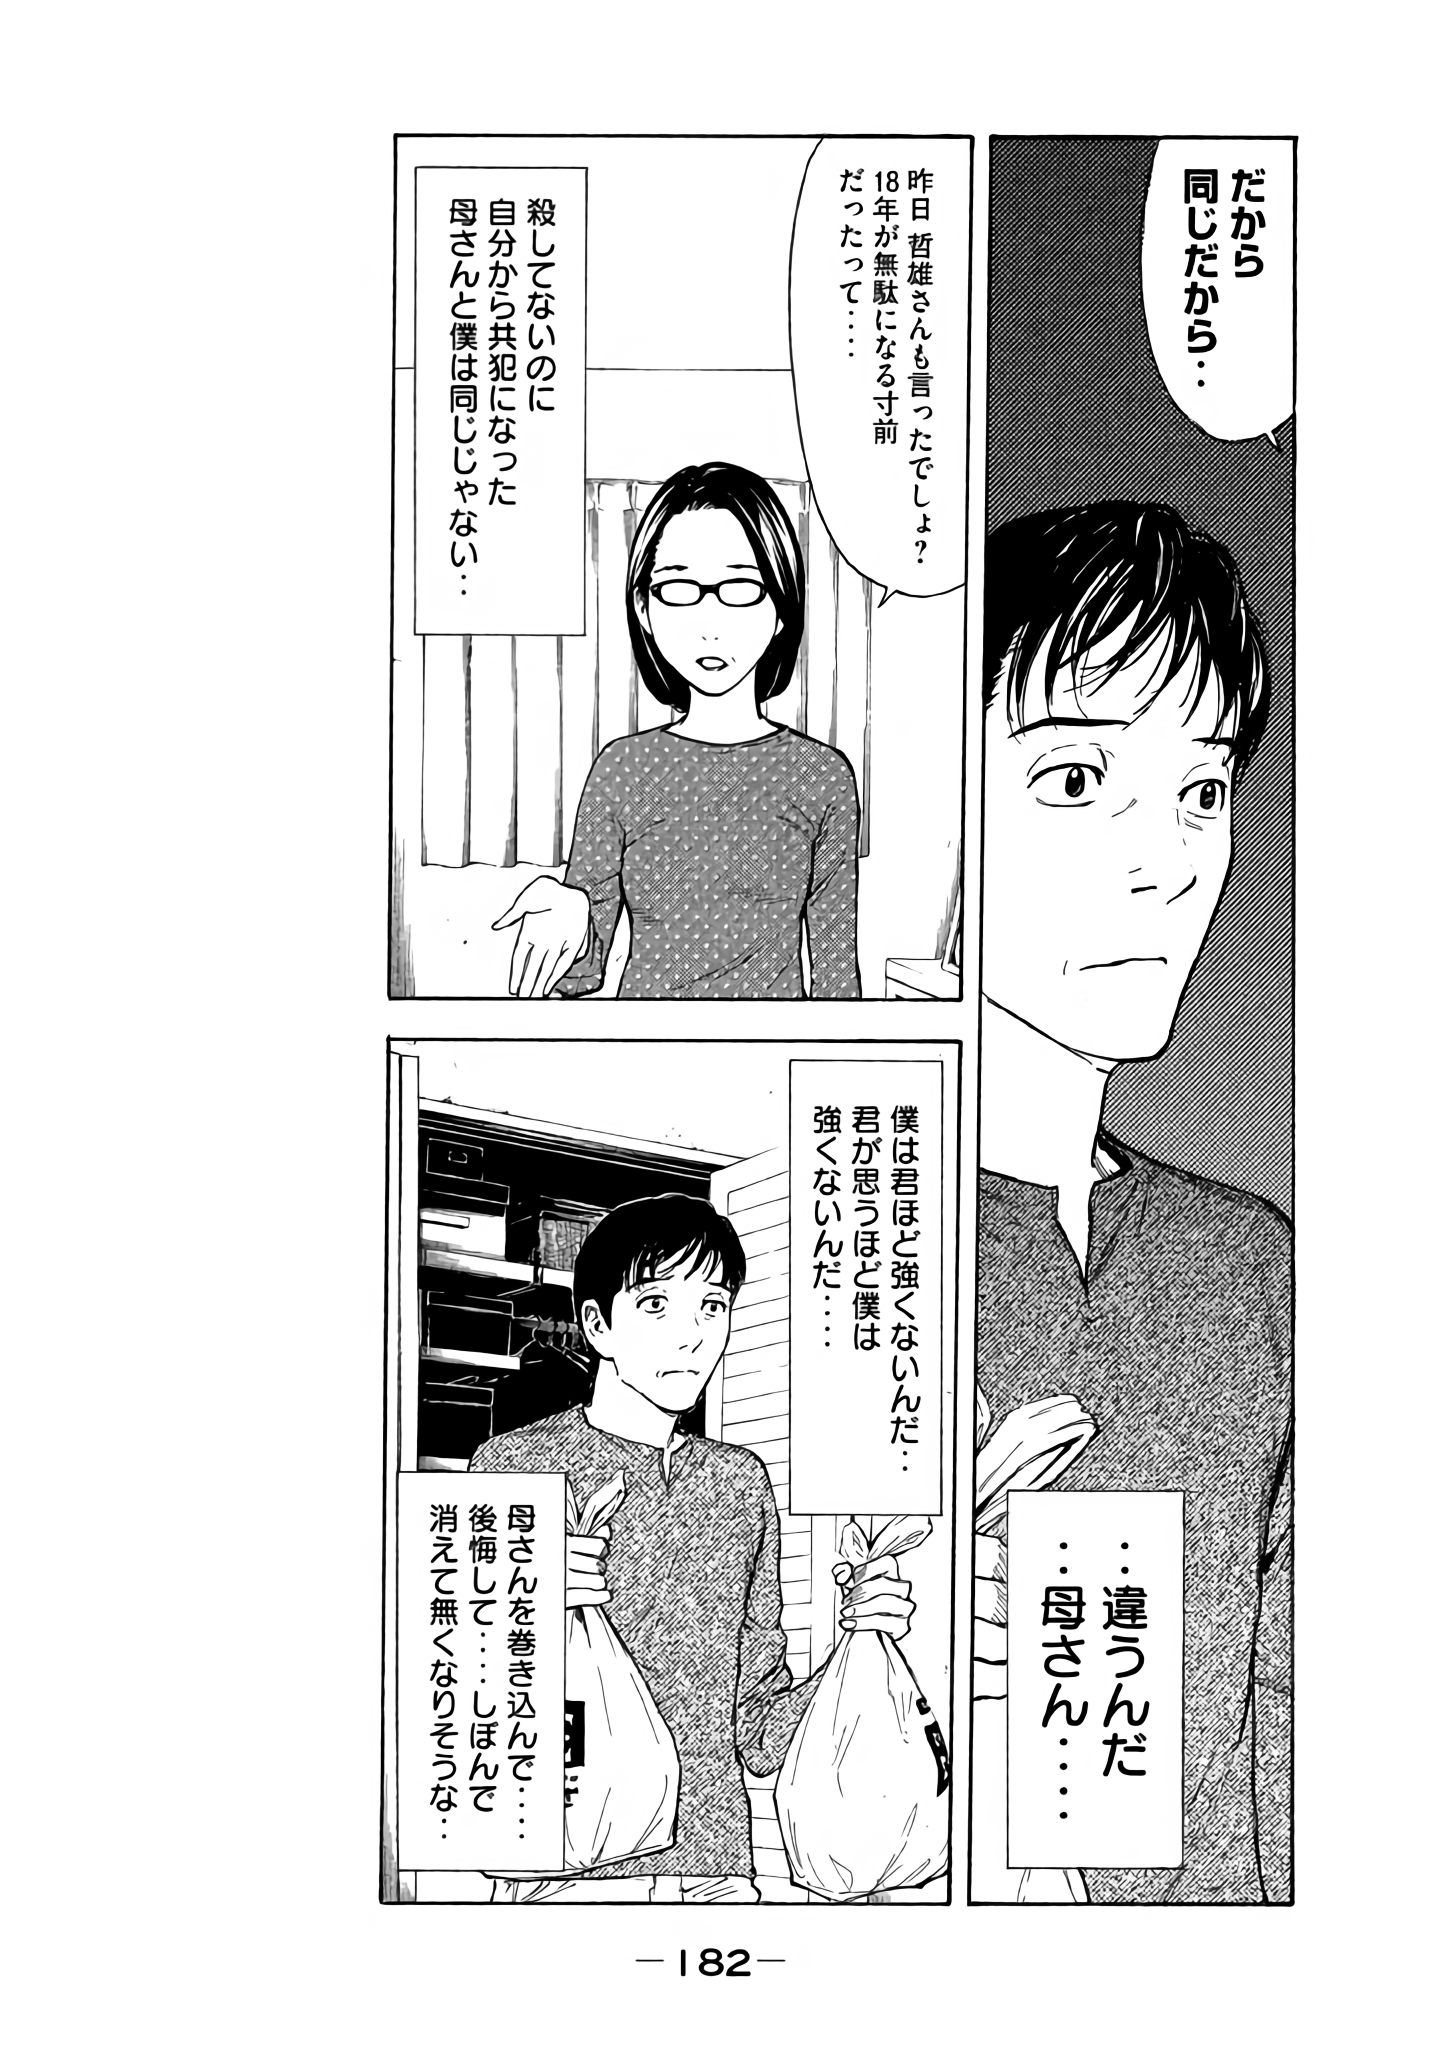 だから
同じだから‥
‥違うんだ
‥母さん‥‥
昨日 哲雄さんも言ったでしょ?
18年が無駄になる寸前
だったって‥‥
殺してないのに
自分から共犯になった
母さんと僕は同じじゃない‥
僕は君ほど強くないんだ‥
君が思うほど僕は
強くないんだ‥‥
母さんを巻き込んで‥‥
後悔して‥‥しぼんで
消えて無くなりそうな‥
—182—